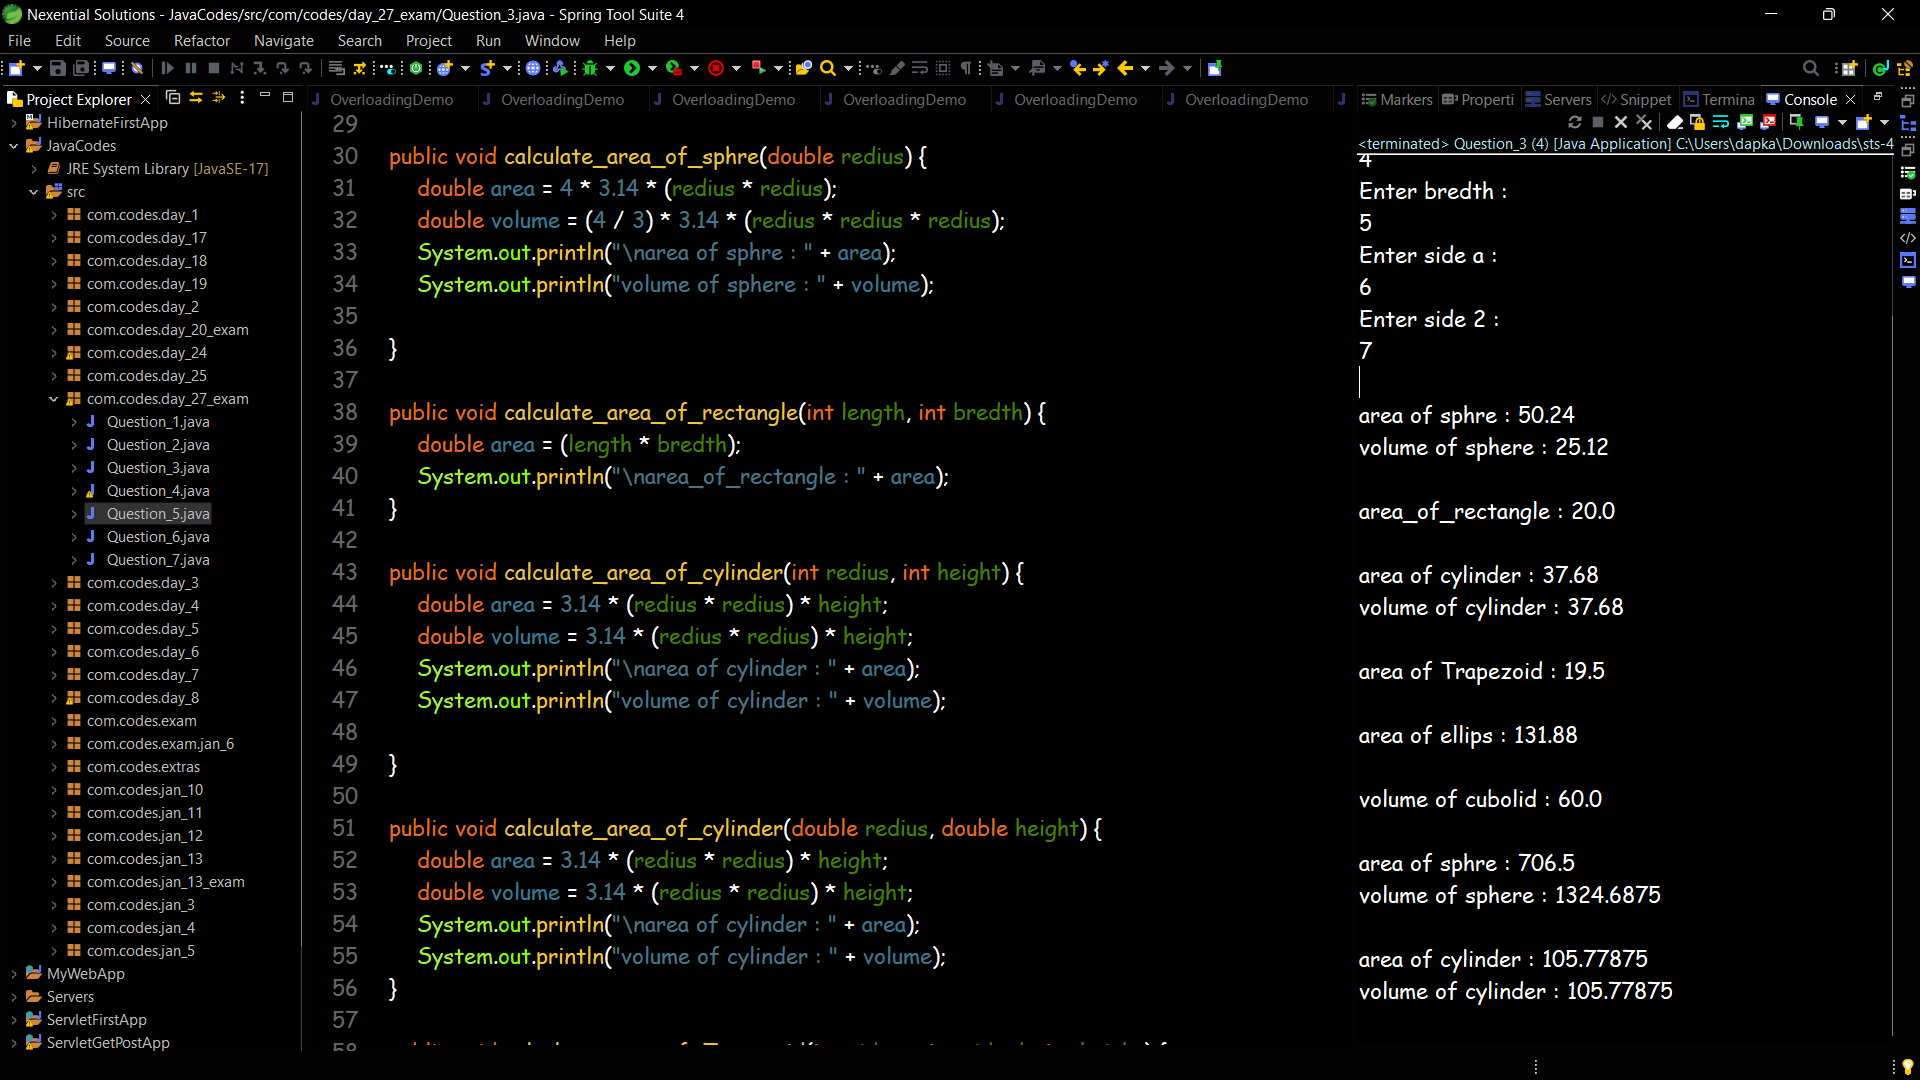 Nexential Solutions - JavaCodes/src/com/codes/day_27_exam/Question_3.java - Spring Tool Suite 4
File Edit Source Refactor Navigate Search Project Run Window Help
Project Explorer
HibernateFirstApp
JavaCodes
JRE System Library [JavaSE-17]
src
com.codes.day_1
com.codes.day_17
com.codes.day_18
com.codes.day_19
com.codes.day_2
com.codes.day_20_exam
com.codes.day_24
com.codes.day_25
com.codes.day_27_exam
Question_1.java
Question_2.java
Question_3.java
Question_4.java
Question_5.java
Question_6.java
Question_7.java
com.codes.day_3
com.codes.day_4
com.codes.day_5
com.codes.day_6
com.codes.day_7
com.codes.day_8
com.codes.exam
com.codes.exam.jan_6
com.codes.extras
com.codes.jan_10
com.codes.jan_11
com.codes.jan_12
com.codes.jan_13
com.codes.jan_13_exam
com.codes.jan_3
com.codes.jan_4
com.codes.jan_5
MyWebApp
Servers
ServletFirstApp
ServletGetPostApp
OverloadingDemo OverloadingDemo OverloadingDemo OverloadingDemo OverloadingDemo OverloadingDemo
29
30 public void calculate_area_of_sphre(double redius) {
31 double area = 4 * 3.14 * (redius * redius);
32 double volume = (4 / 3) * 3.14 * (redius * redius * redius);
33 System.out.println("\narea of sphre : " + area);
34 System.out.println("volume of sphere : " + volume);
35
36 }
37
38 public void calculate_area_of_rectangle(int length, int bredth) {
39 double area = (length * bredth);
40 System.out.println("\narea_of_rectangle : " + area);
41 }
42
43 public void calculate_area_of_cylinder(int redius, int height) {
44 double area = 3.14 * (redius * redius) * height;
45 double volume = 3.14 * (redius * redius) * height;
46 System.out.println("\narea of cylinder : " + area);
47 System.out.println("volume of cylinder : " + volume);
48
49 }
50
51 public void calculate_area_of_cylinder(double redius, double height) {
52 double area = 3.14 * (redius * redius) * height;
53 double volume = 3.14 * (redius * redius) * height;
54 System.out.println("\narea of cylinder : " + area);
55 System.out.println("volume of cylinder : " + volume);
56 }
57
58
Markers Properti Servers Snippet Termina Console
<terminated> Question_3 (4) [Java Application] C:\Users\dapka\Downloads\sts-4
4
Enter bredth :
5
Enter side a :
6
Enter side 2 :
7
area of sphre : 50.24
volume of sphere : 25.12
area_of_rectangle : 20.0
area of cylinder : 37.68
volume of cylinder : 37.68
area of Trapezoid : 19.5
area of ellips : 131.88
volume of cubolid : 60.0
area of sphre : 706.5
volume of sphere : 1324.6875
area of cylinder : 105.77875
volume of cylinder : 105.77875